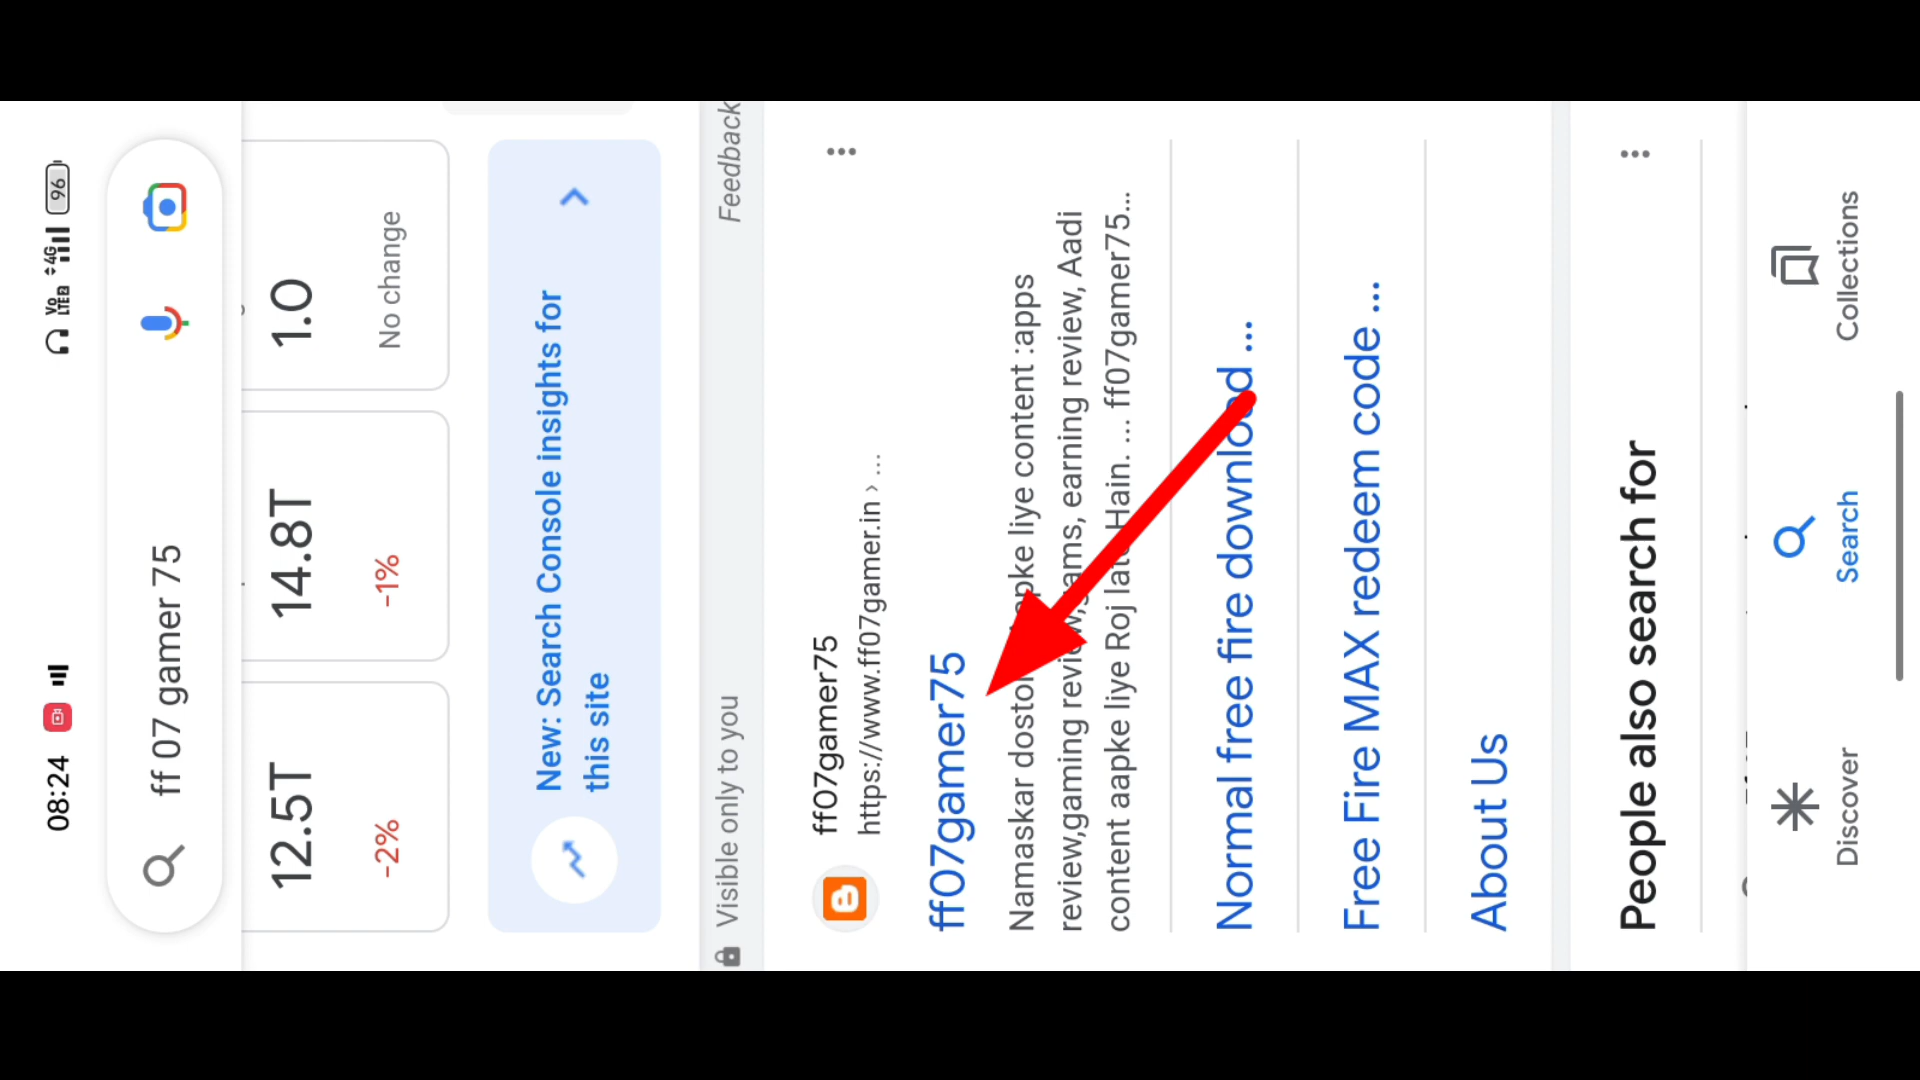 08:24
VO LTE2 4G 96
ff 07 gamer 75
12.5T
-2%
14.8T
-1%
1.0
No change
New: Search Console insights for
this site
Visible only to you
Feedback
ff07gamer75
https://www.ff07gamer.in › ...
ff07gamer75
Namaskar dosto apke liye content :apps
review,gaming review, earning review, Aadi
content aapke liye Roj Hain. ... ff07gamer75...
Normal free fire download ...
Free Fire MAX redeem code ...
About Us
People also search for
Discover
Search
Collections